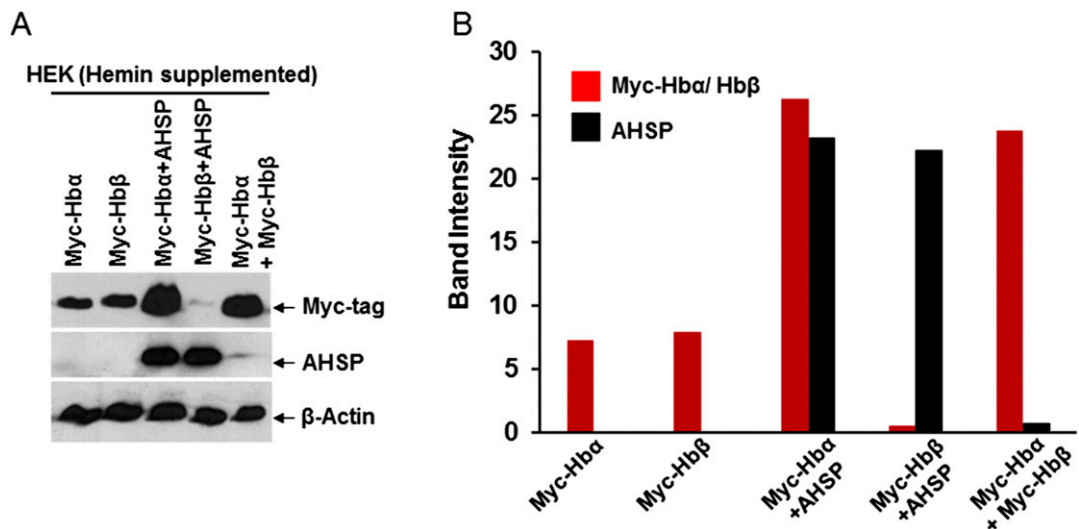 A
HEK (Hemin supplemented)
Myc-Hbα
Myc-Hbβ
Myc-Hbα+AHSP
Myc-Hbβ+AHSP
Myc-Hbα
+ Myc-Hbβ
Myc-tag
AHSP
β-Actin
B
30
25
20
15
10
5
0
Band Intensity
Myc-Hbα/ Hbβ
AHSP
Myc-Hbα
Myc-Hbβ
Myc-Hbα
+AHSP
Myc-Hbβ
+AHSP
Myc-Hbα
+ Myc-Hbβ